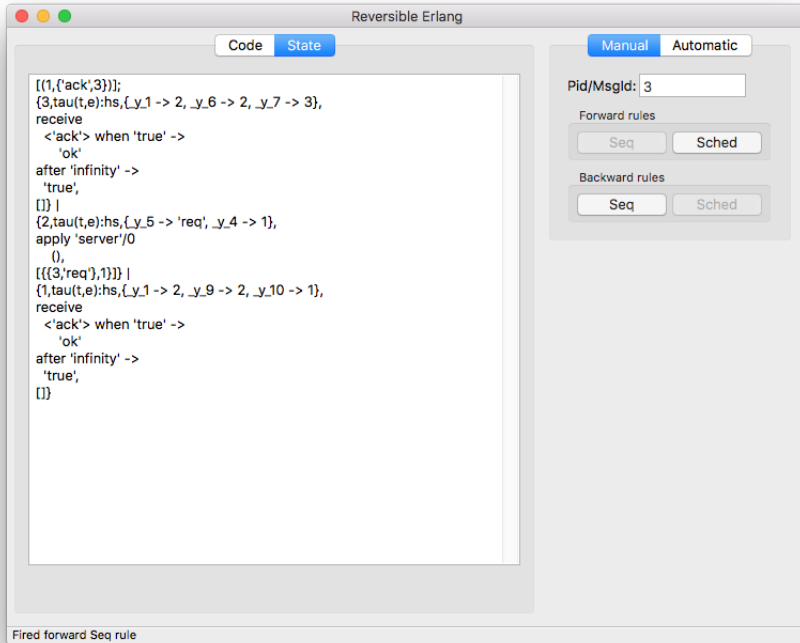 Reversible Erlang
Code State
Manual Automatic
[(1,{'ack',3})];
{3,tau(t,e):hs,{_y_1 -> 2, _y_6 -> 2, _y_7 -> 3},
receive
<'ack'> when 'true' ->
'ok'
after 'infinity' ->
'true',
[]} |
{2,tau(t,e):hs,{_y_5 -> 'req', _y_4 -> 1},
apply 'server'/0
(),
[{{3,'req'},1}]} |
{1,tau(t,e):hs,{_y_1 -> 2, _y_9 -> 2, _y_10 -> 1},
receive
<'ack'> when 'true' ->
'ok'
after 'infinity' ->
'true',
[]}
Pid/MsgId: 3
Forward rules
Seq Sched
Backward rules
Seq Sched
Fired forward Seq rule